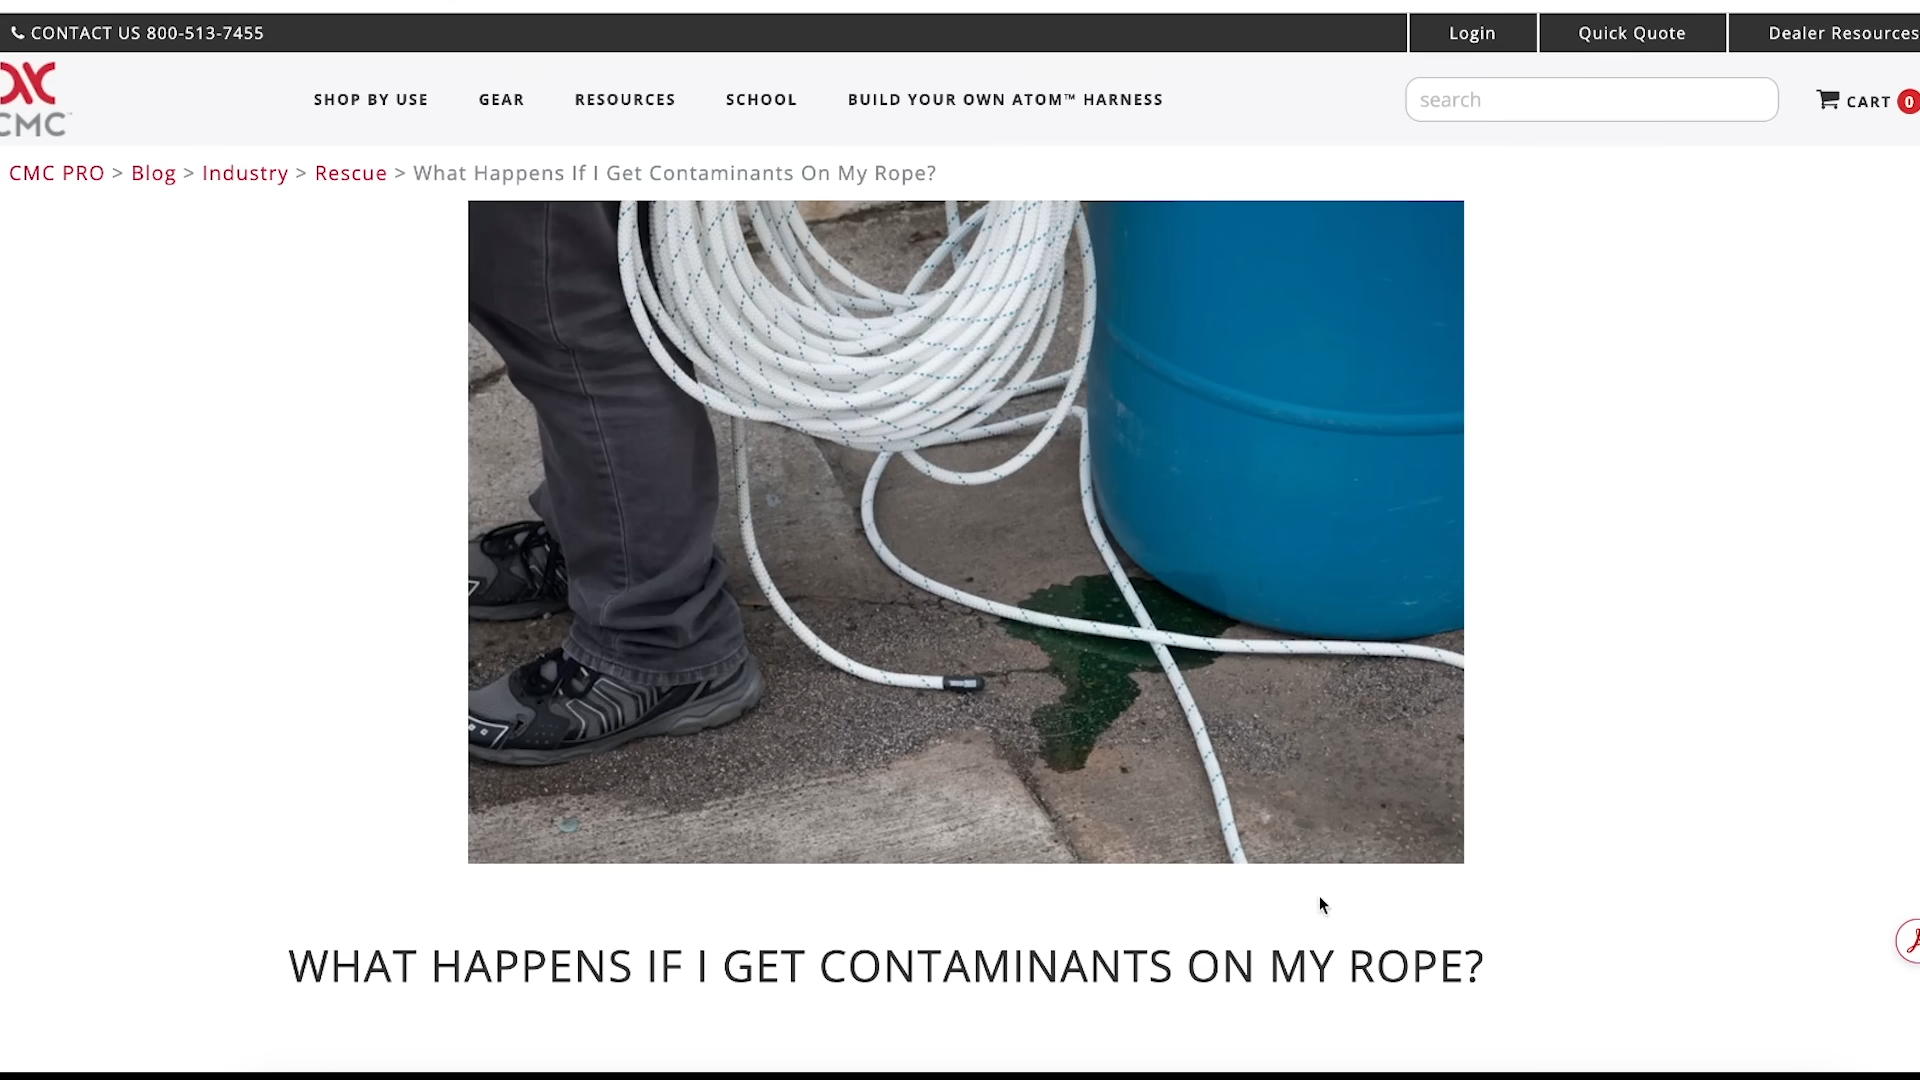 CONTACT US 800-513-7455
Login
Quick Quote
Dealer Resources
CMC
SHOP BY USE
GEAR
RESOURCES
SCHOOL
BUILD YOUR OWN ATOM™ HARNESS
search
CART 0
CMC PRO > Blog > Industry > Rescue > What Happens If I Get Contaminants On My Rope?
WHAT HAPPENS IF I GET CONTAMINANTS ON MY ROPE?